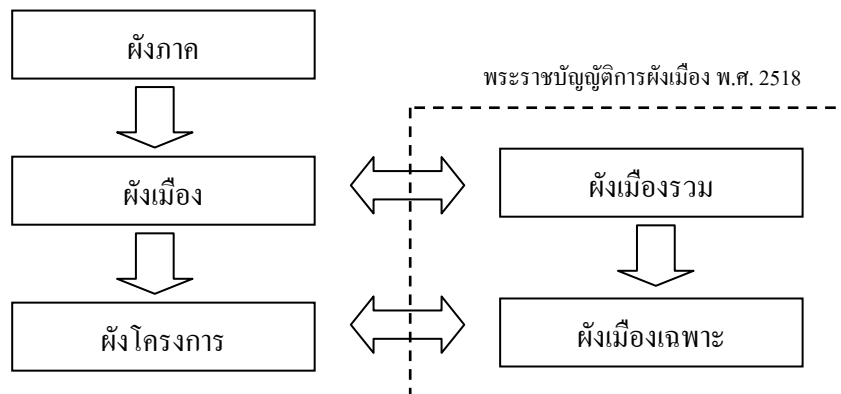 ผังภาค
พระราชบัญญัติการผังเมือง พ.ศ. 2518
ผังเมือง
ผังเมืองรวม
ผังโครงการ
ผังเมืองเฉพาะ